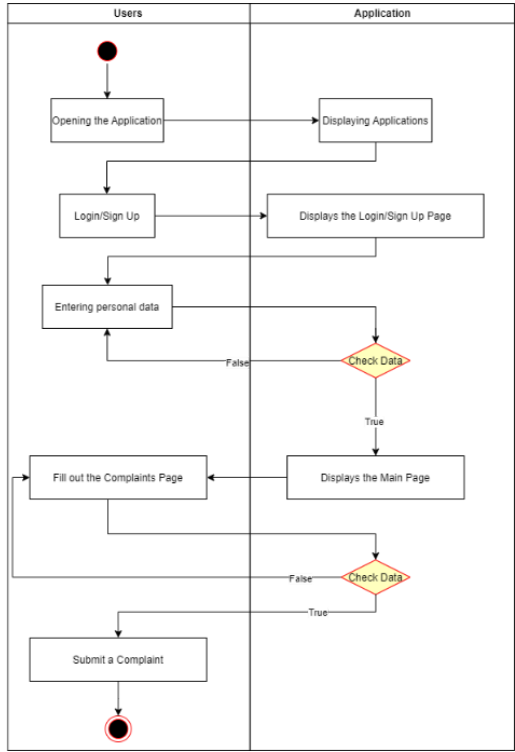 Users
Application
Opening the Application
Displaying Applications
Login/Sign Up
Displays the Login/Sign Up Page
Entering personal data
False
Check Data
True
Fill out the Complaints Page
Displays the Main Page
False
Check Data
True
Submit a Complaint